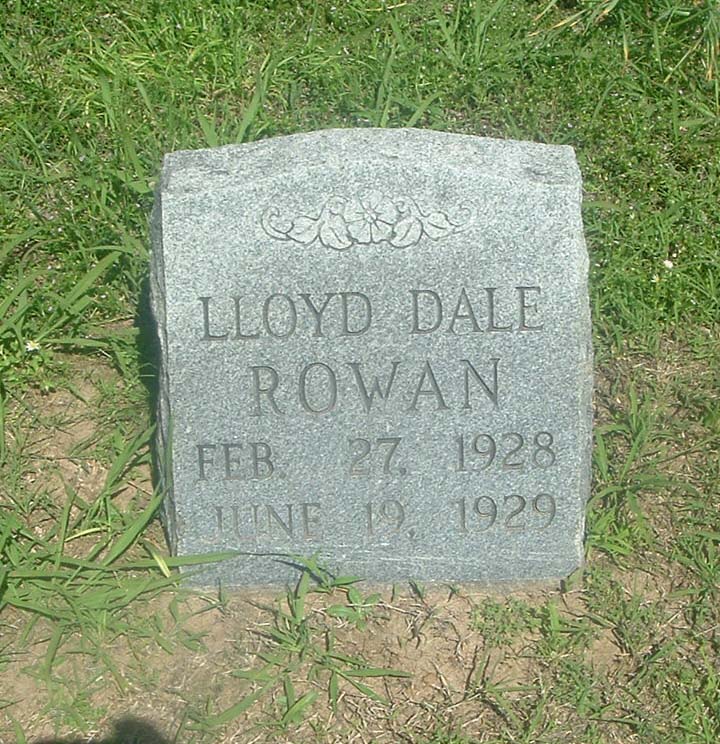 LLOYD DALE
ROWAN
FEB. 27, 1928
JUNE 19, 1929